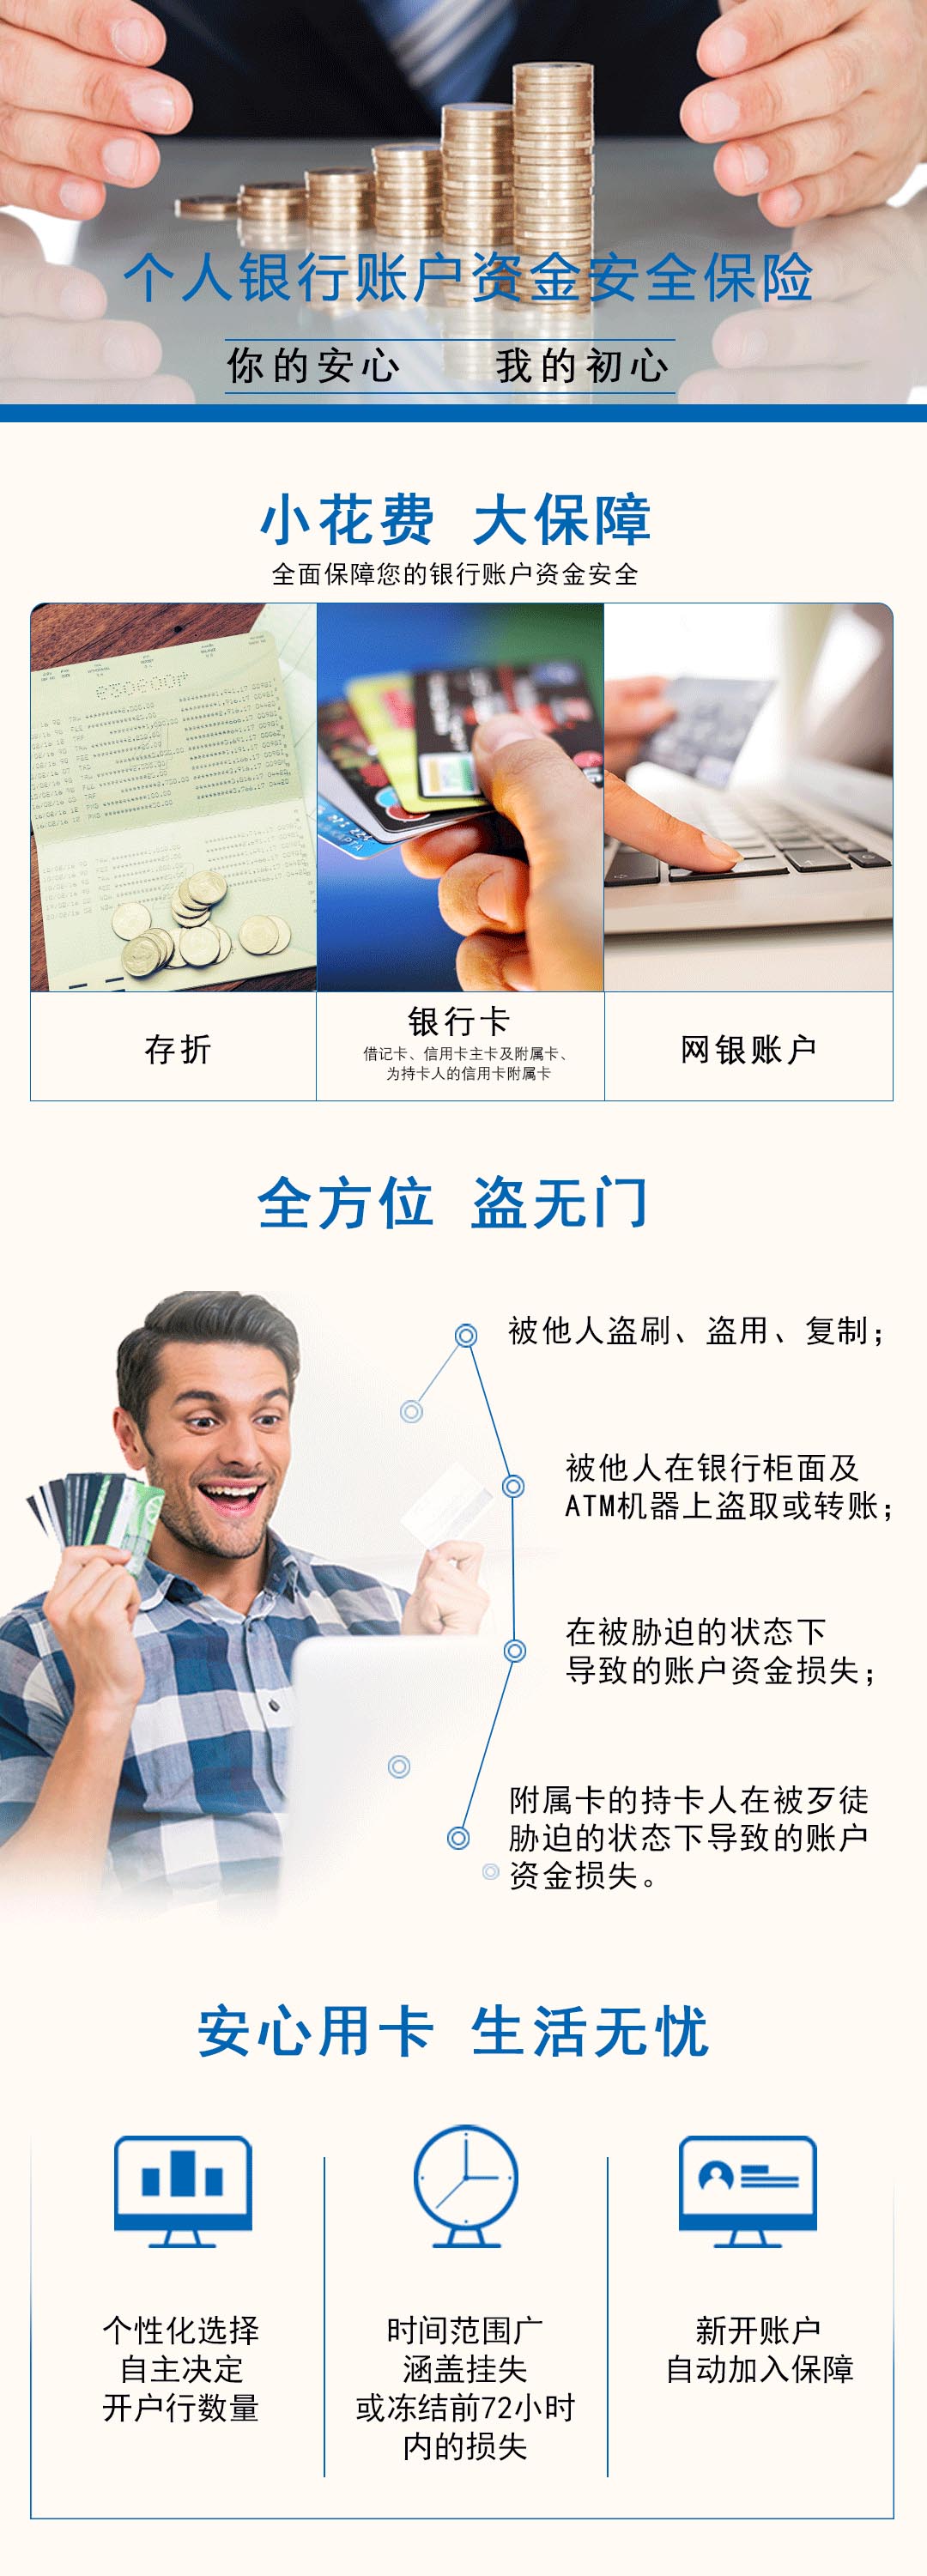 个人银行账户资金安全保险
你的安心 我的初心
小花费 大保障
全面保障您的银行账户资金安全
存折
银行卡
借记卡、信用卡主卡及附属卡、
为持卡人的信用卡附属卡
网银账户
全方位 盗无门
被他人盗刷、盗用、复制;
被他人在银行柜面及
ATM机器上盗取或转账;
在被胁迫的状态下
导致的账户资金损失;
附属卡的持卡人在被歹徒
胁迫的状态下导致的账户
资金损失。
安心用卡 生活无忧
个性化选择
自主决定
开户行数量
时间范围广
涵盖挂失
或冻结前72小时
内的损失
新开账户
自动加入保障